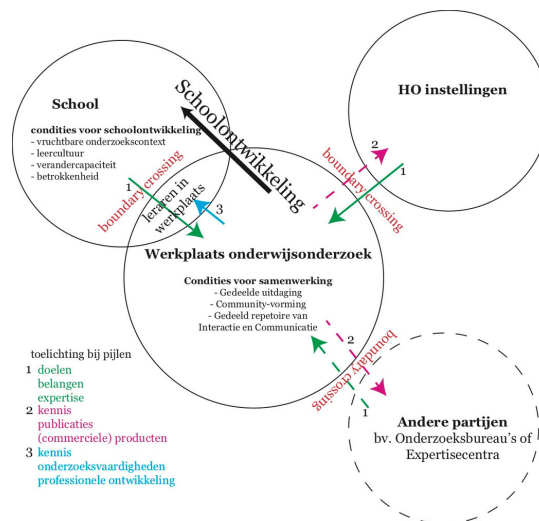 School
condities voor schoolontwikkeling
- vruchtbare onderzoekscontext
- leercultuur
- verandercapaciteit
- betrokkenheid
1
boundary crossing
leraren in
werkplaats
3
Schoolontwikkeling
HO instellingen
2
1
boundary crossing
Werkplaats onderwijsonderzoek
Condities voor samenwerking
- Gedeelde uitdaging
- Community-vorming
- Gedeeld repetoire van
Interactie en Communicatie
2
boundary crossing
1
Andere partijen
bv. Onderzoeksbureau's of
Expertisecentra
toelichting bij pijlen
1 doelen
belangen
expertise
2 kennis
publicaties
(commerciele) producten
3 kennis
onderzoeksvaardigheden
professionele ontwikkeling